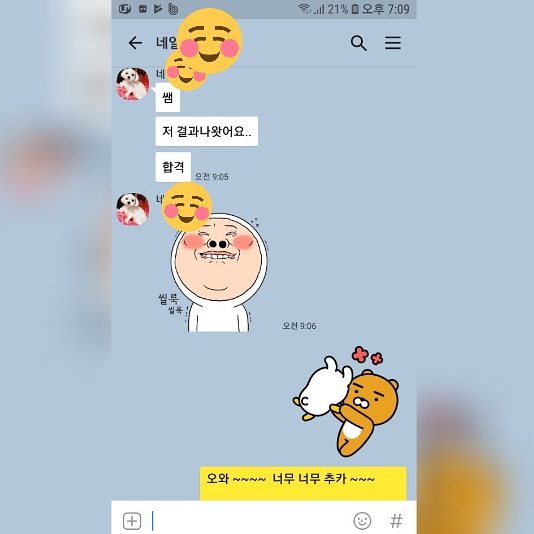 21% 오후 7:09
네일
네
쌤
저 결과나왓어요..
합격
오전 9:05
네
씰룩
씰룩
오전 9:06
오와 ~~~~ 너무 너무 추카 ~~~